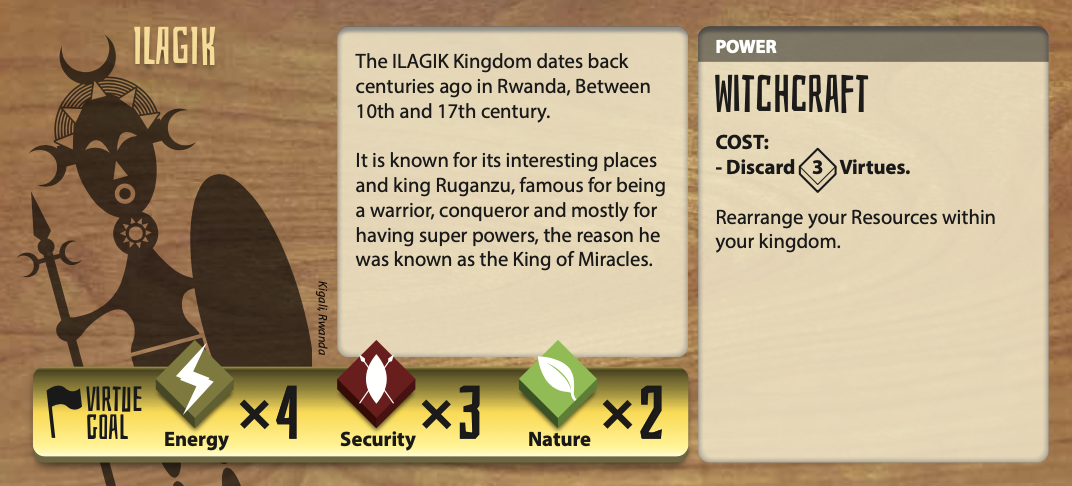 ILAGIK
The ILAGIK Kingdom dates back
centuries ago in Rwanda, Between
10th and 17th century.
It is known for its interesting places
and king Ruganzu, famous for being
a warrior, conqueror and mostly for
having super powers, the reason he
was known as the King of Miracles.
Kigali, Rwanda
VIRTUE
GOAL
Energy
×4
Security
×3
Nature
×2
POWER
WITCHCRAFT
COST:
- Discard 3 Virtues.
Rearrange your Resources within
your kingdom.